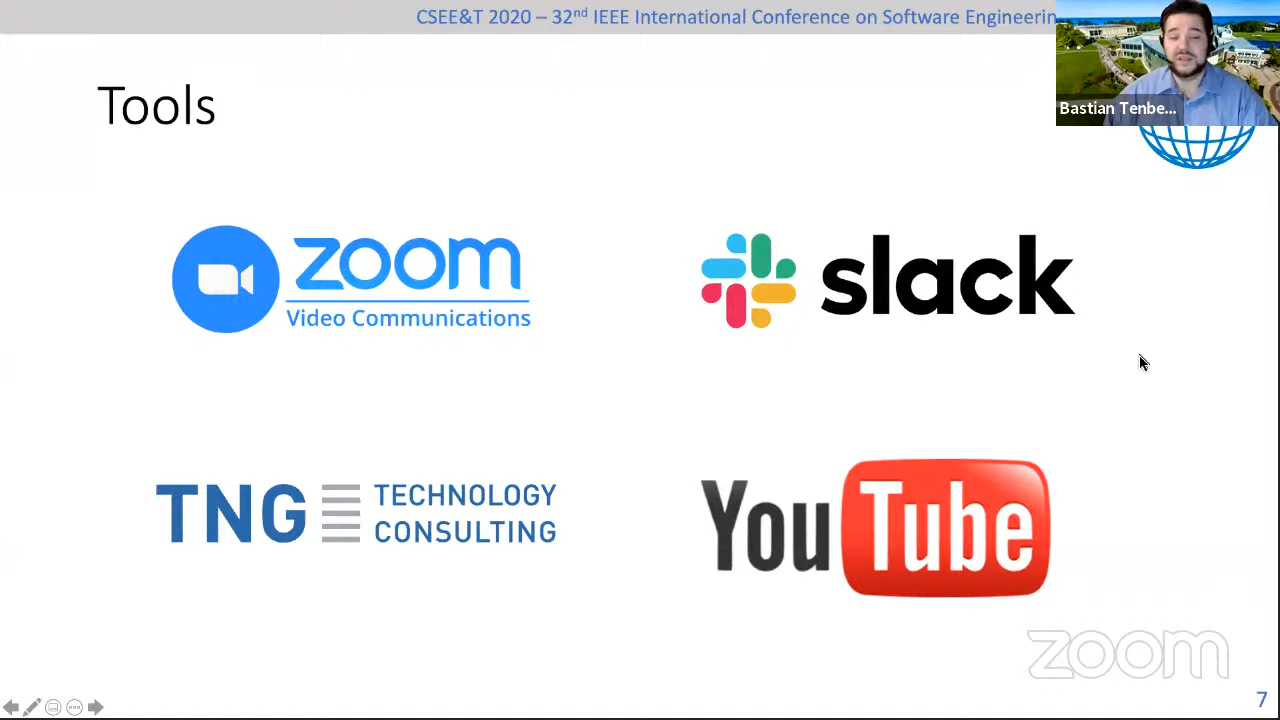 CSEE&T 2020 – 32nd IEEE International Conference on Software Engineerin
Bastian Tenbe...
Tools
zoom
Video Communications
slack
TNG TECHNOLOGY
CONSULTING
YouTube
zoom
7